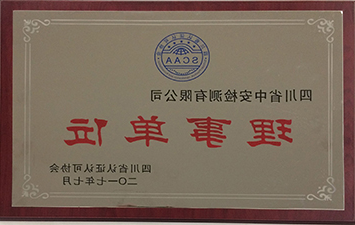 SCAA
四川省中安检测有限公司
理事单位
四川省认证认可协会
二〇一七年七月